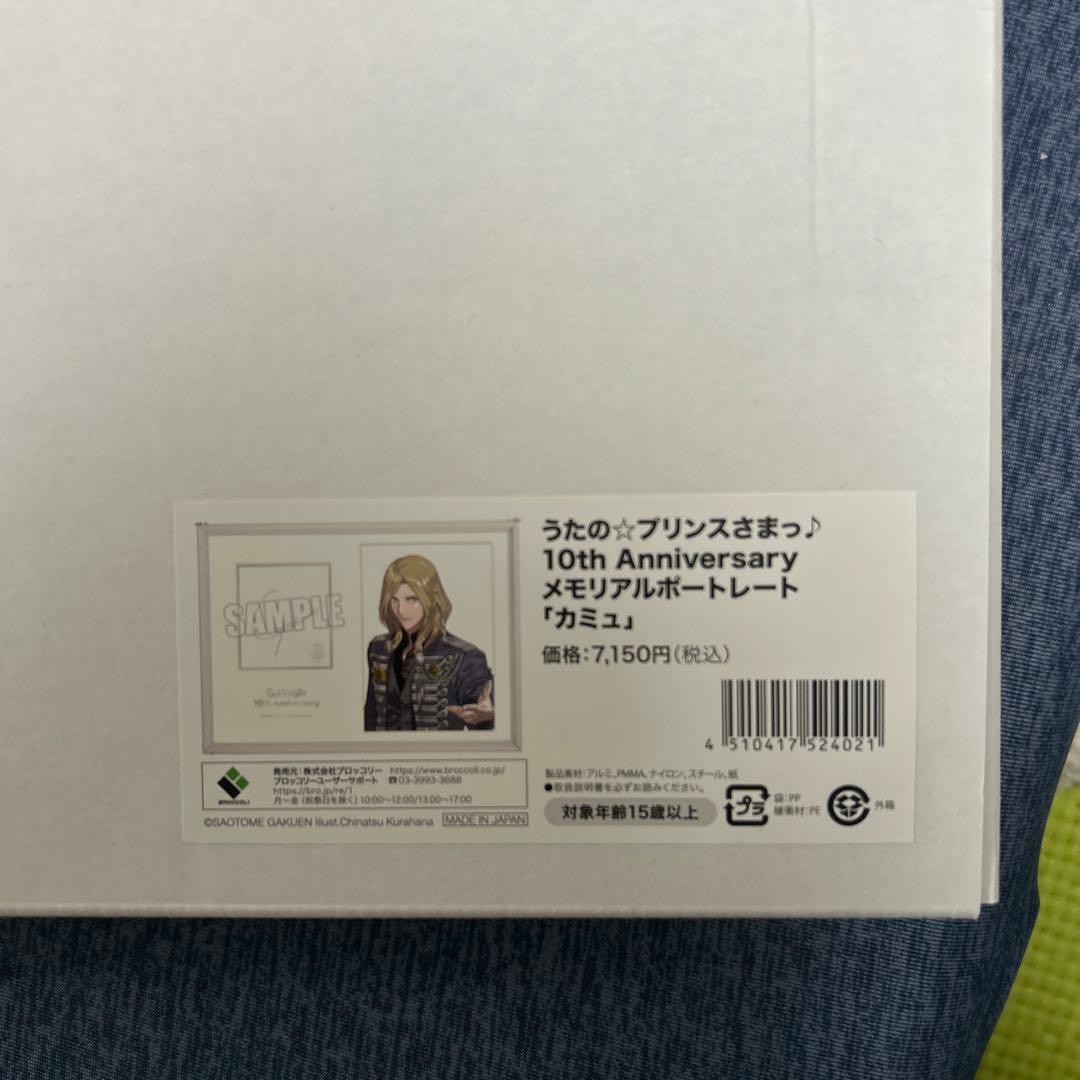 うたの☆プリンスさまっ♪
10th Anniversary
メモリアルポートレート
「カミュ」
価格：7,150円（税込）
SAMPLE
10th Anniversary
4 510417 524021
BROCCOLI
発売元：株式会社ブロッコリー https://www.broccoli.co.jp/
ブロッコリーユーザーサポート ☎03-3993-3688
https://bro.jp/re/1
月～金（祝祭日を除く）10:00～12:00/13:00～17:00
©SAOTOME GAKUEN Illust.Chinatsu Kurahana MADE IN JAPAN
製品素材：アルミ、PMMA、ナイロン、スチール、紙
●取扱説明書を必ずお読みください。
対象年齢15歳以上
プラ
袋：PP
緩衝材：PE
外箱